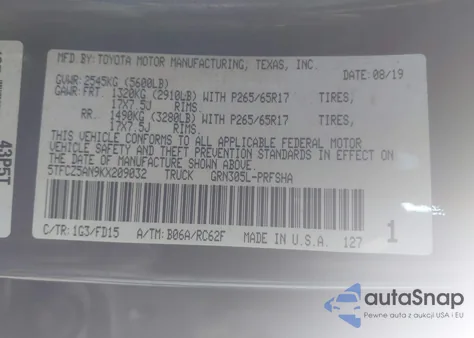 MFD.BY:TOYOTA MOTOR MANUFACTURING, TEXAS, INC.
GVWR:2545KG (5600LB) DATE:08/19
GAWR:FRT 1320KG (2910LB) WITH P265/65R17 TIRES,
17X7.5J RIMS.
RR. 1490KG (3280LB) WITH P265/65R17 TIRES,
17X7.5J RIMS.
THIS VEHICLE CONFORMS TO ALL APPLICABLE FEDERAL MOTOR
VEHICLE SAFETY AND THEFT PREVENTION STANDARDS IN EFFECT ON
THE DATE OF MANUFACTURE SHOWN ABOVE.
5TFCZ5AN9KX209032 TRUCK GRN305L-PRFSHA
C/TR:1G3/FD15 A/TM:B06A/RC62F MADE IN U.S.A. 127 1
43P5T
autoSnap
Pewne auta z aukcji USA i EU